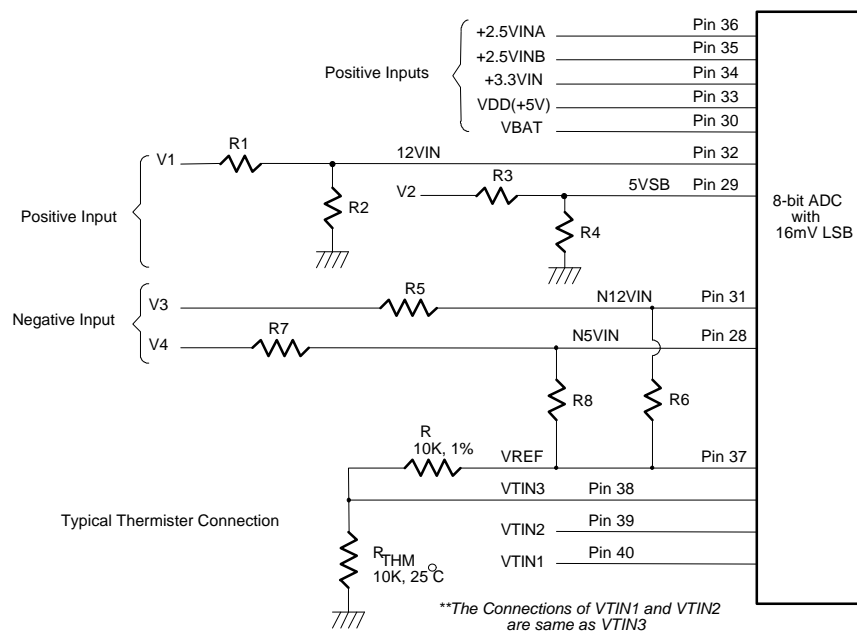 +2.5VINA Pin 36
+2.5VINB Pin 35
Positive Inputs +3.3VIN Pin 34
VDD(+5V) Pin 33
VBAT Pin 30
V1 R1 12VIN Pin 32
R2
Positive Input
V2 R3 5VSB Pin 29
R4
8-bit ADC
with
16mV LSB
V3 R5 N12VIN Pin 31
Negative Input
V4 R7 N5VIN Pin 28
R8 R6
R
10K, 1%
VREF Pin 37
VTIN3 Pin 38
Typical Thermister Connection
VTIN2 Pin 39
VTIN1 Pin 40
R THM
10K, 25°C
**The Connections of VTIN1 and VTIN2
are same as VTIN3